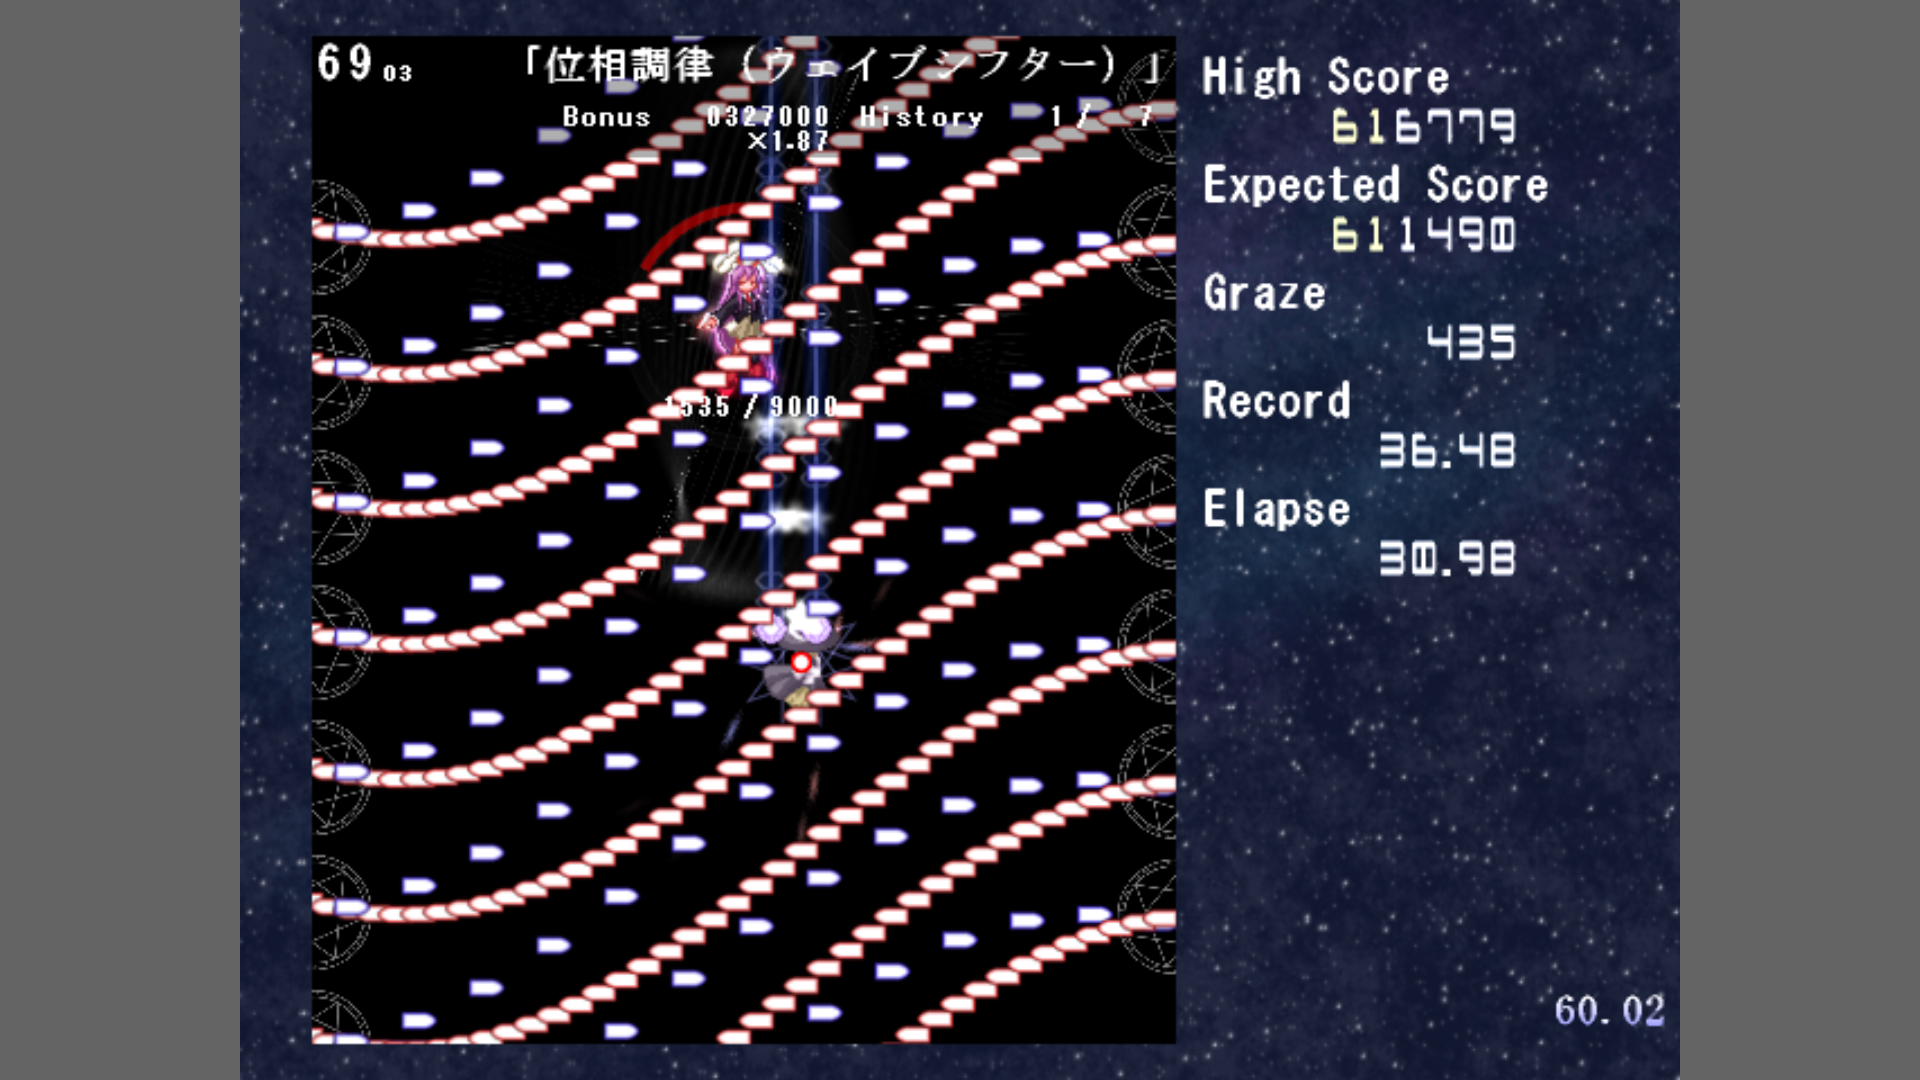 69 03
「位相調律（ウェイブシフター）」
Bonus 0327000 History 1 / 7
×1.87
1535 / 9000
High Score
616779
Expected Score
611490
Graze
435
Record
36.48
Elapse
30.98
60.02